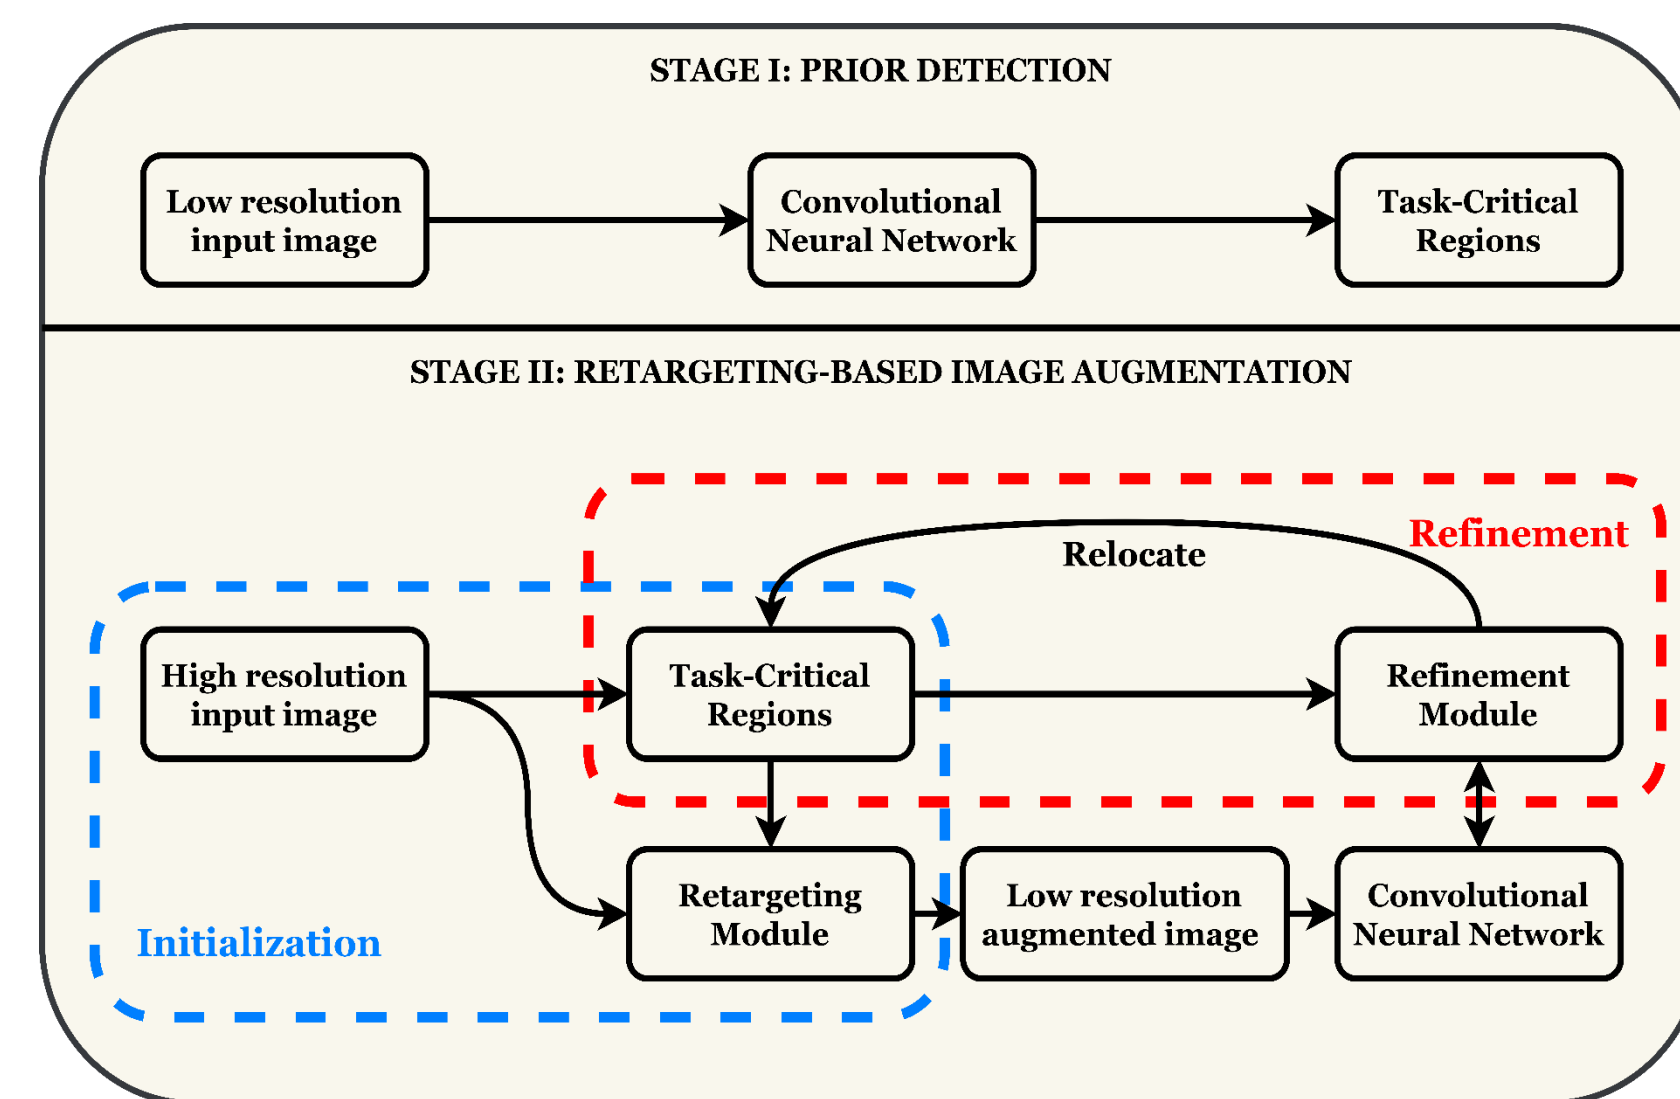 STAGE I: PRIOR DETECTION
Low resolution
input image
Convolutional
Neural Network
Task-Critical
Regions
STAGE II: RETARGETING-BASED IMAGE AUGMENTATION
Refinement
Relocate
High resolution
input image
Task-Critical
Regions
Refinement
Module
Initialization
Retargeting
Module
Low resolution
augmented image
Convolutional
Neural Network